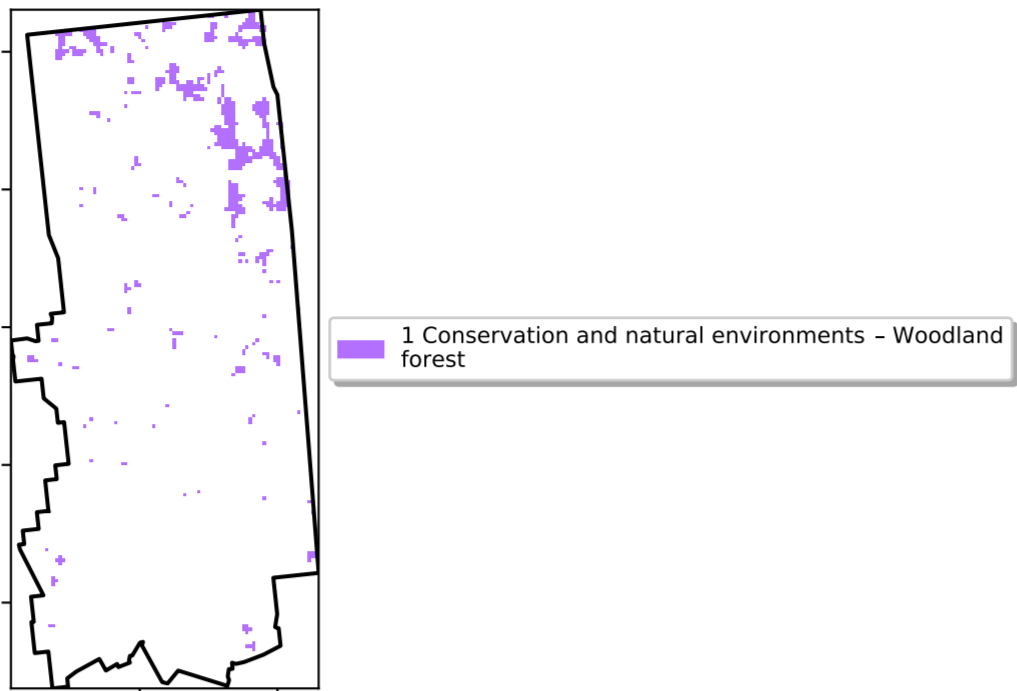 1 Conservation and natural environments – Woodland
forest